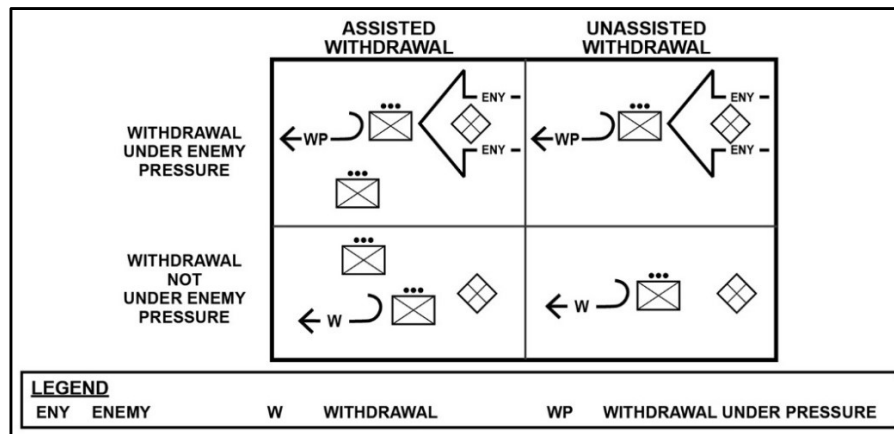 ASSISTED
WITHDRAWAL
UNASSISTED
WITHDRAWAL
WITHDRAWAL
UNDER ENEMY
PRESSURE
WP
ENY
ENY
WP
ENY
ENY
WITHDRAWAL
NOT
UNDER ENEMY
PRESSURE
W
W
LEGEND
ENY ENEMY W WITHDRAWAL WP WITHDRAWAL UNDER PRESSURE